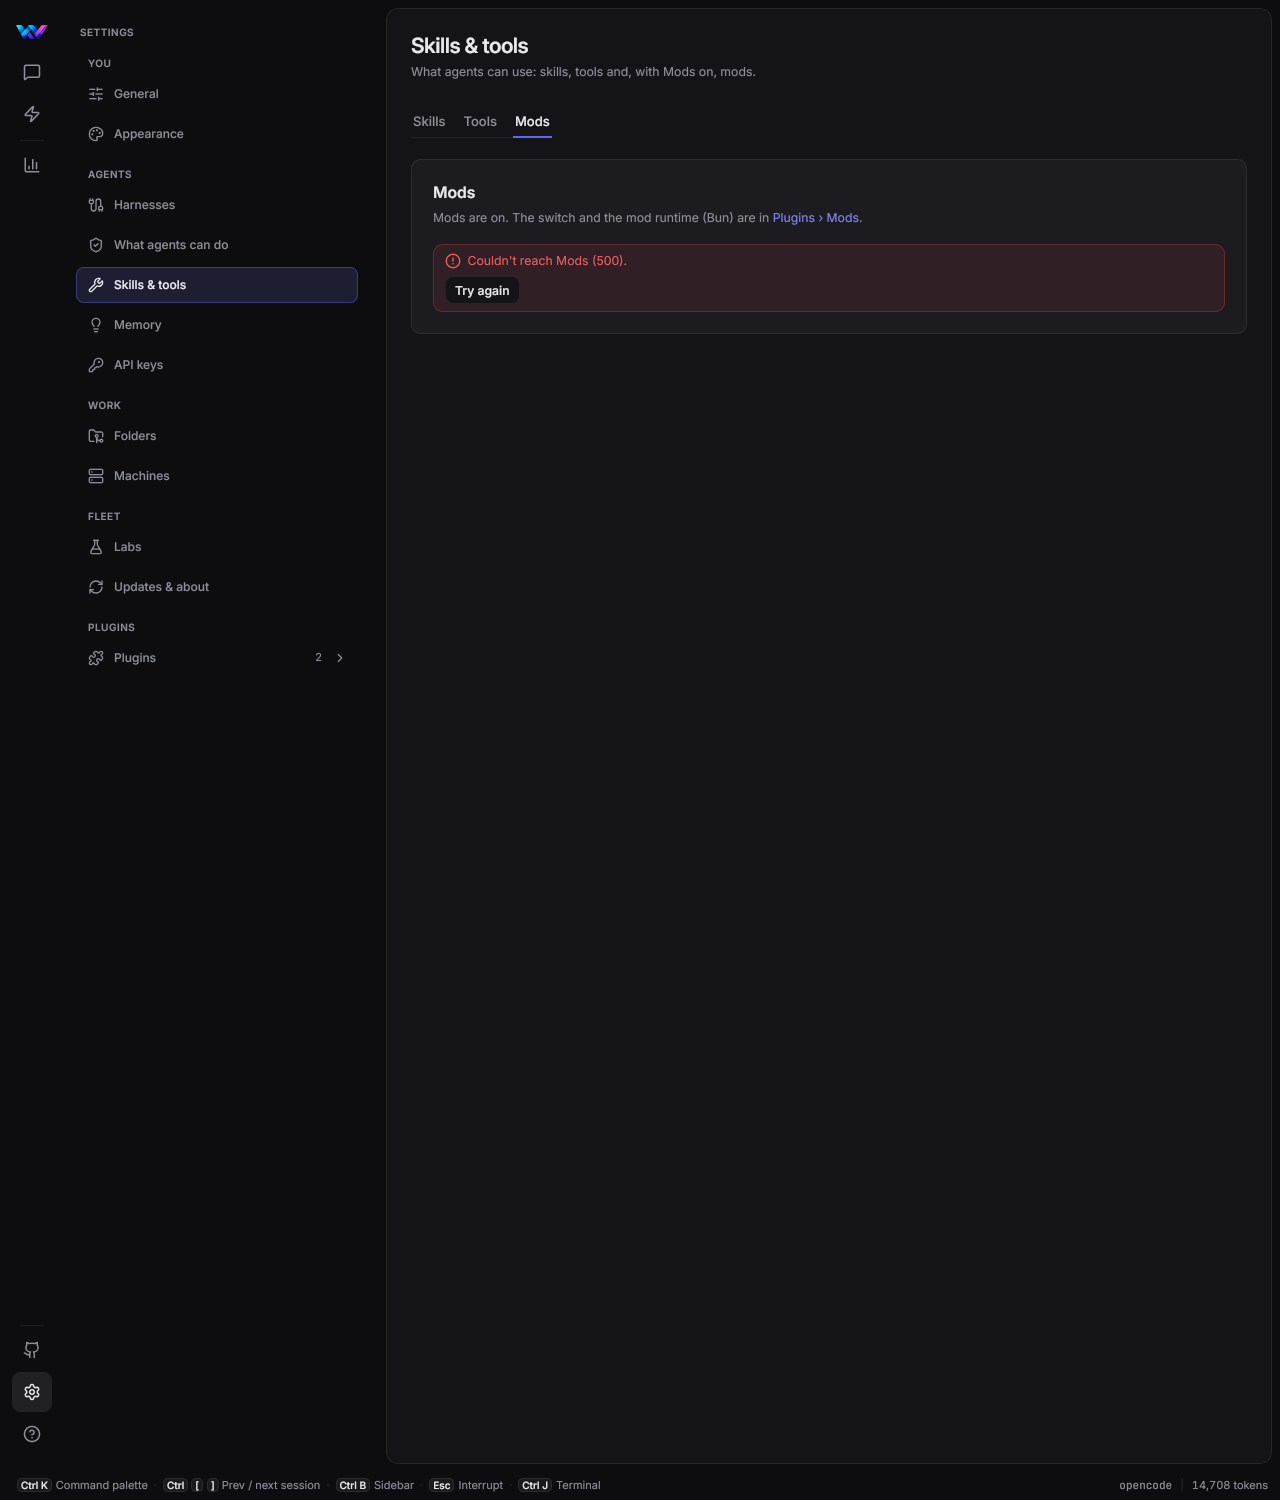 SETTINGS
YOU
General
Appearance
AGENTS
Harnesses
What agents can do
Skills & tools
Memory
API keys
WORK
Folders
Machines
FLEET
Labs
Updates & about
PLUGINS
Plugins 2
Skills & tools
What agents can use: skills, tools and, with Mods on, mods.
Skills Tools Mods
Mods
Mods are on. The switch and the mod runtime (Bun) are in Plugins › Mods.
Couldn't reach Mods (500).
Try again
Ctrl K Command palette · Ctrl [ ] Prev / next session · Ctrl B Sidebar · Esc Interrupt · Ctrl J Terminal
opencode 14,708 tokens